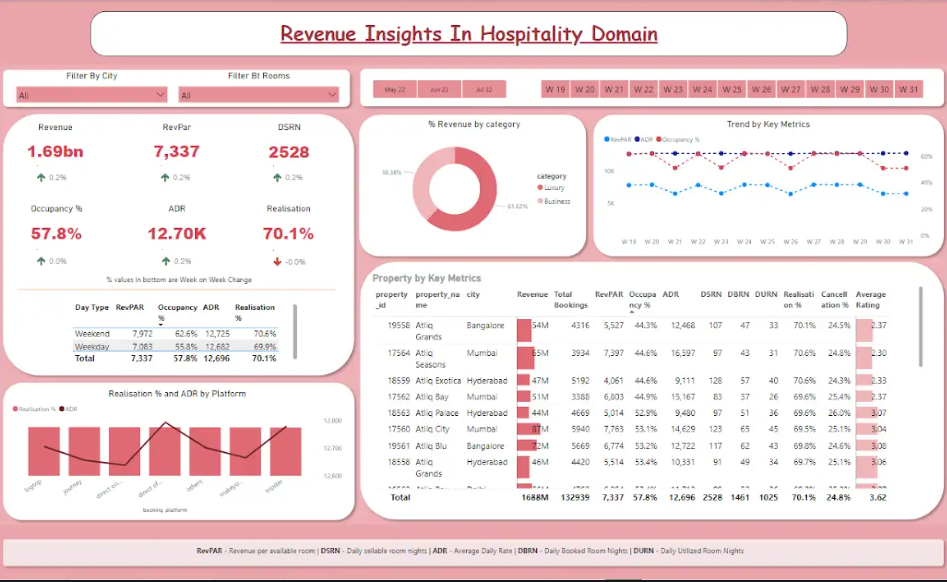 Revenue Insights In Hospitality Domain
Filter By City
All
Filter Bt Rooms
All
May 22 Jun 22 Jul 22
W 19 W 20 W 21 W 22 W 23 W 24 W 25 W 26 W 27 W 28 W 29 W 30 W 31
Revenue RevPar DSRN
1.69bn 7,337 2528
0.2% 0.2% 0.2%
Occupancy % ADR Realisation
57.8% 12.70K 70.1%
0.0% 0.2% -0.0%
% values in bottom are Week on Week Change
Day Type RevPAR Occupancy % ADR Realisation %
Weekend 7,972 62.6% 12,725 70.6%
Weekday 7,083 55.8% 12,682 69.9%
Total 7,337 57.8% 12,696 70.1%
% Revenue by category
38.38%
61.62%
category
Luxury
Business
Trend by Key Metrics
RevPAR ADR Occupancy %
10K
5K
60%
40%
20%
0%
W 19 W 20 W 21 W 22 W 23 W 24 W 25 W 26 W 27 W 28 W 29 W 30 W 31
Realisation % and ADR by Platform
Realisation % ADR
12,800
12,700
12,600
logtrip journey direct on... direct of... others makeyo... tripster
booking_platform
Property by Key Metrics
property_id property_name city Revenue Total Bookings RevPAR Occupancy % ADR DSRN DBRN DURN Realisation % Cancellation % Average Rating
19558 Atliq Grands Bangalore 54M 4316 5,527 44.3% 12,468 107 47 33 70.1% 24.5% 2.37
17564 Atliq Seasons Mumbai 65M 3934 7,397 44.6% 16,597 97 43 31 70.6% 24.8% 2.30
18559 Atliq Exotica Hyderabad 47M 5192 4,061 44.6% 9,111 128 57 40 70.6% 24.3% 2.33
17562 Atliq Bay Mumbai 51M 3388 6,803 44.9% 15,167 83 37 26 69.6% 25.4% 2.37
18563 Atliq Palace Hyderabad 44M 4669 5,014 52.9% 9,480 97 51 36 69.6% 26.0% 3.07
17560 Atliq City Mumbai 87M 5940 7,763 53.1% 14,629 123 65 45 69.5% 25.1% 3.04
19561 Atliq Blu Bangalore 72M 5669 6,774 53.2% 12,722 117 62 43 69.8% 24.6% 3.08
18558 Atliq Grands Hyderabad 46M 4420 5,514 53.4% 10,331 91 49 34 69.7% 25.1% 3.06
Total 1688M 132939 7,337 57.8% 12,696 2528 1461 1025 70.1% 24.8% 3.62
RevPAR - Revenue per available room | DSRN - Daily sellable room nights | ADR - Average Daily Rate | DBRN - Daily Booked Room Nights | DURN - Daily Utilized Room Nights